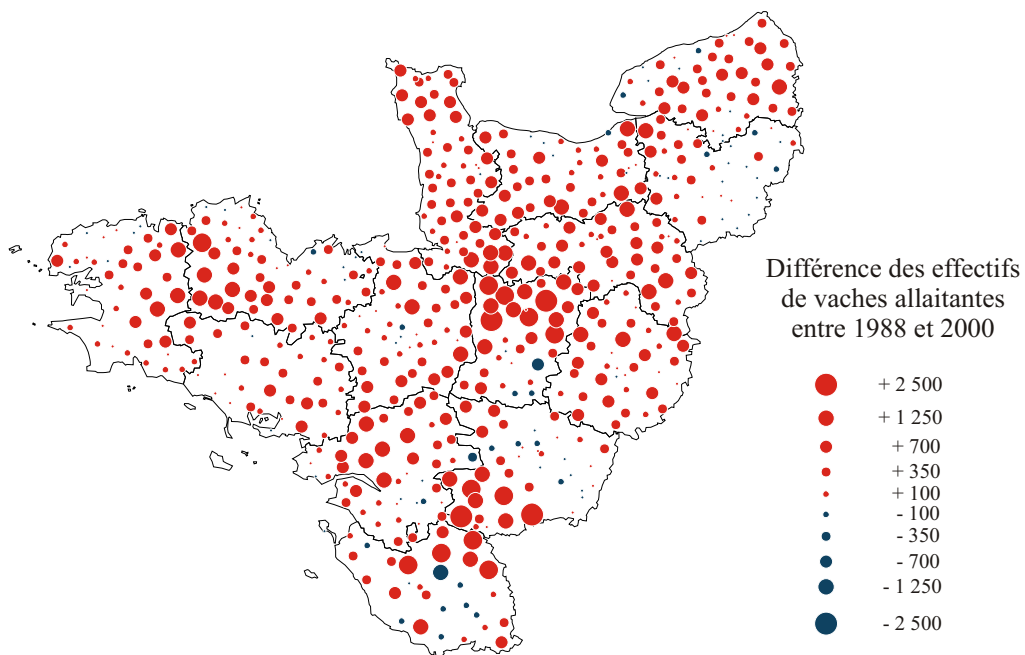 Différence des effectifs
de vaches allaitantes
entre 1988 et 2000
+ 2 500
+ 1 250
+ 700
+ 350
+ 100
- 100
- 350
- 700
- 1 250
- 2 500